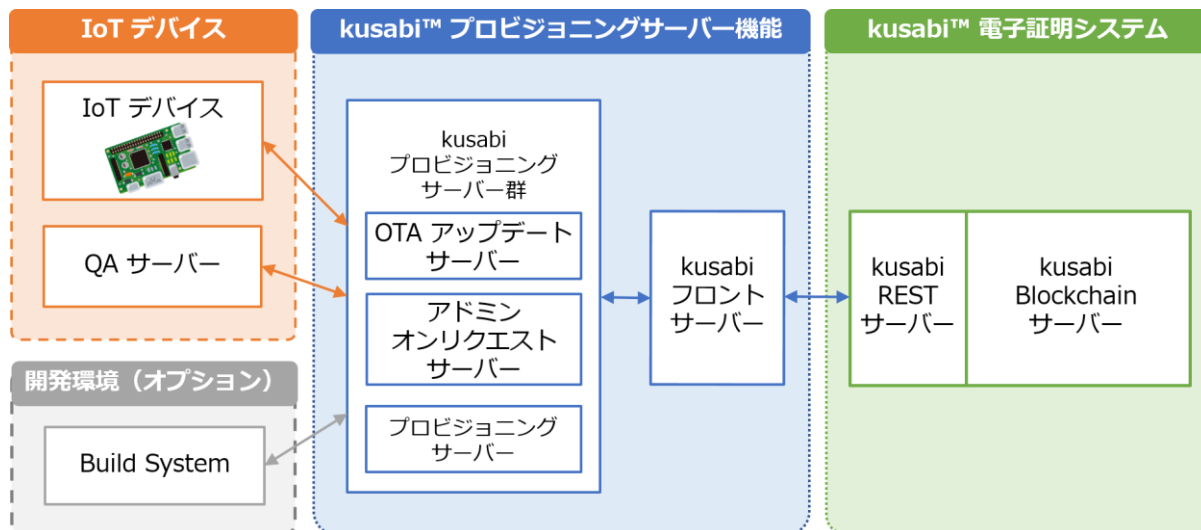 IoT デバイス
IoT デバイス
QA サーバー
開発環境（オプション）
Build System
kusabi™ プロビジョニングサーバー機能
kusabi
プロビジョニング
サーバー群
OTA アップデート
サーバー
アドミン
オンリクエスト
サーバー
プロビジョニング
サーバー
kusabi
フロント
サーバー
kusabi™ 電子証明システム
kusabi
REST
サーバー
kusabi
Blockchain
サーバー